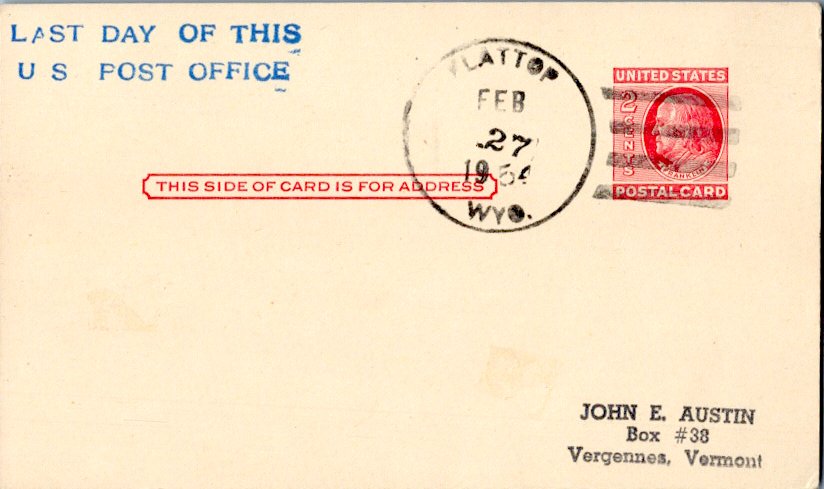 LAST DAY OF THIS
U S POST OFFICE
FEB
27
WYO.
UNITED STATES
2
CENTS
FRANKLIN
POSTAL CARD
THIS SIDE OF CARD IS FOR ADDRESS
JOHN E. AUSTIN
Box #38
Vergennes, Vermont